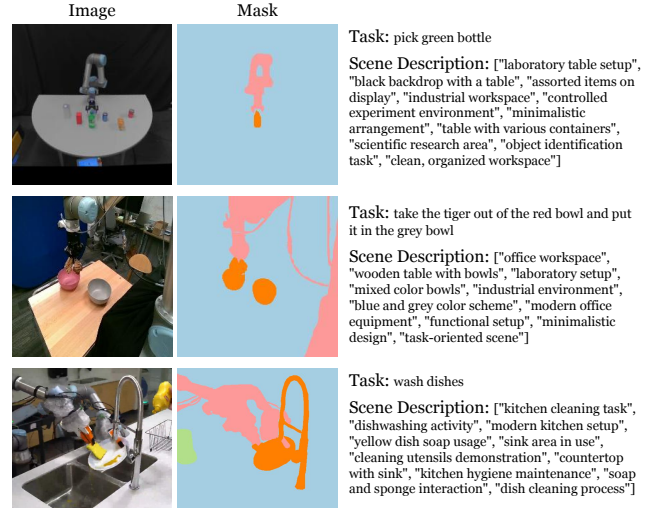 Image
Mask
Task: pick green bottle
Scene Description: ["laboratory table setup",
"black backdrop with a table", "assorted items on
display", "industrial workspace", "controlled
experiment environment", "minimalistic
arrangement", "table with various containers",
"scientific research area", "object identification
task", "clean, organized workspace"]
Task: take the tiger out of the red bowl and put
it in the grey bowl
Scene Description: ["office workspace",
"wooden table with bowls", "laboratory setup",
"mixed color bowls", "industrial environment",
"blue and grey color scheme", "modern office
equipment", "functional setup", "minimalistic
design", "task-oriented scene"]
Task: wash dishes
Scene Description: ["kitchen cleaning task",
"dishwashing activity", "modern kitchen setup",
"yellow dish soap usage", "sink area in use",
"cleaning utensils demonstration", "countertop
with sink", "kitchen hygiene maintenance", "soap
and sponge interaction", "dish cleaning process"]